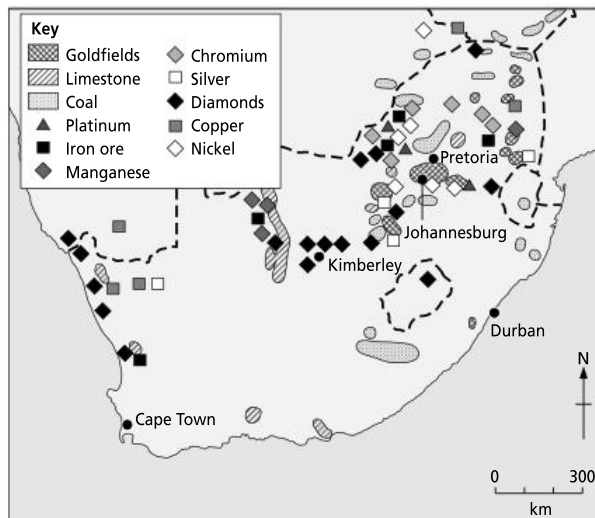 Key
Goldfields
Limestone
Coal
Platinum
Iron ore
Manganese
Chromium
Silver
Diamonds
Copper
Nickel
Pretoria
Johannesburg
Kimberley
Durban
Cape Town
N
0 300
km